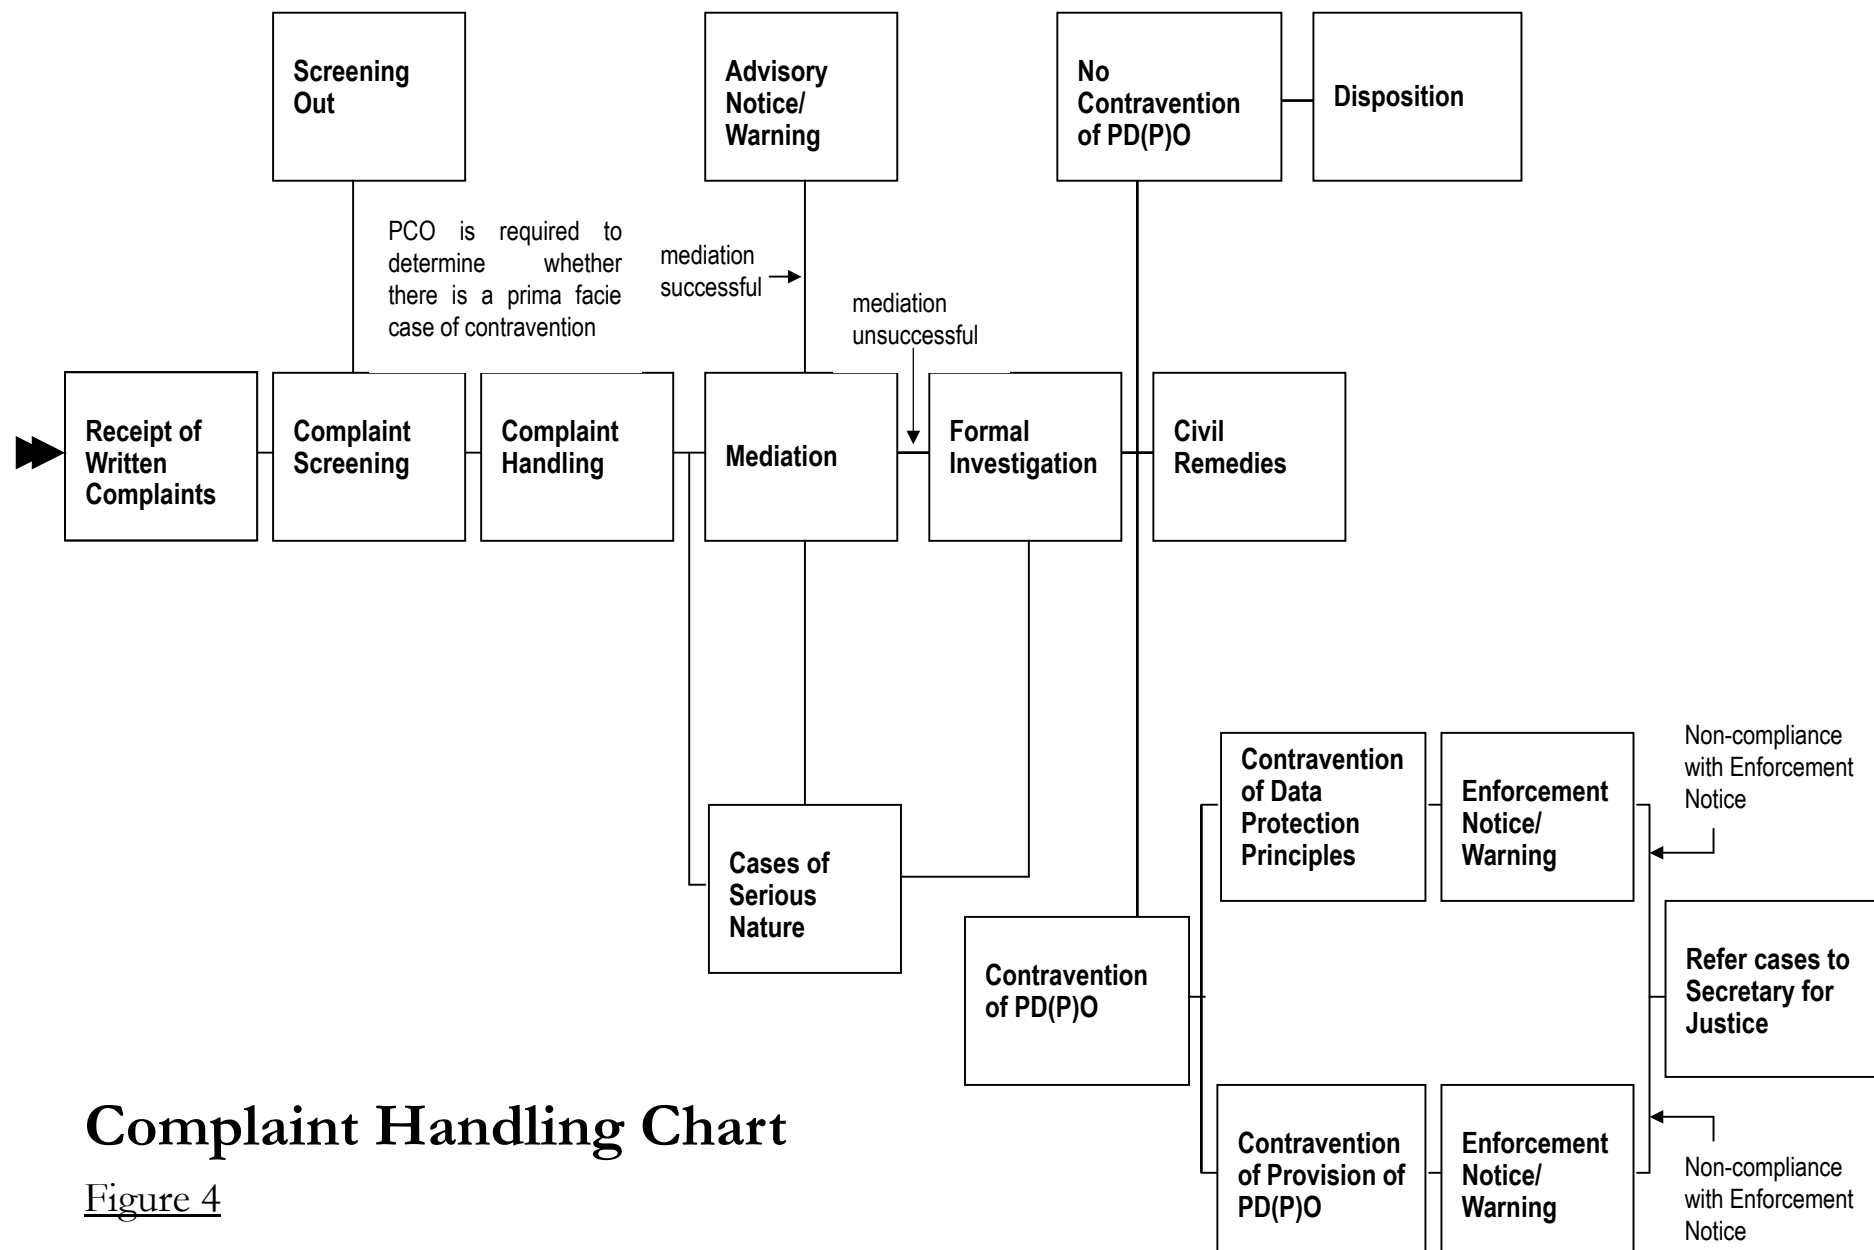 Screening
Out
Advisory
Notice/
Warning
No
Contravention
of PD(P)O
Disposition
PCO is required to
determine whether
there is a prima facie
case of contravention
mediation
successful
mediation
unsuccessful
Receipt of
Written
Complaints
Complaint
Screening
Complaint
Handling
Mediation
Formal
Investigation
Civil
Remedies
Cases of
Serious
Nature
Contravention
of PD(P)O
Contravention
of Data
Protection
Principles
Enforcement
Notice/
Warning
Non-compliance
with Enforcement
Notice
Refer cases to
Secretary for
Justice
Contravention
of Provision of
PD(P)O
Enforcement
Notice/
Warning
Non-compliance
with Enforcement
Notice
Complaint Handling Chart
Figure 4